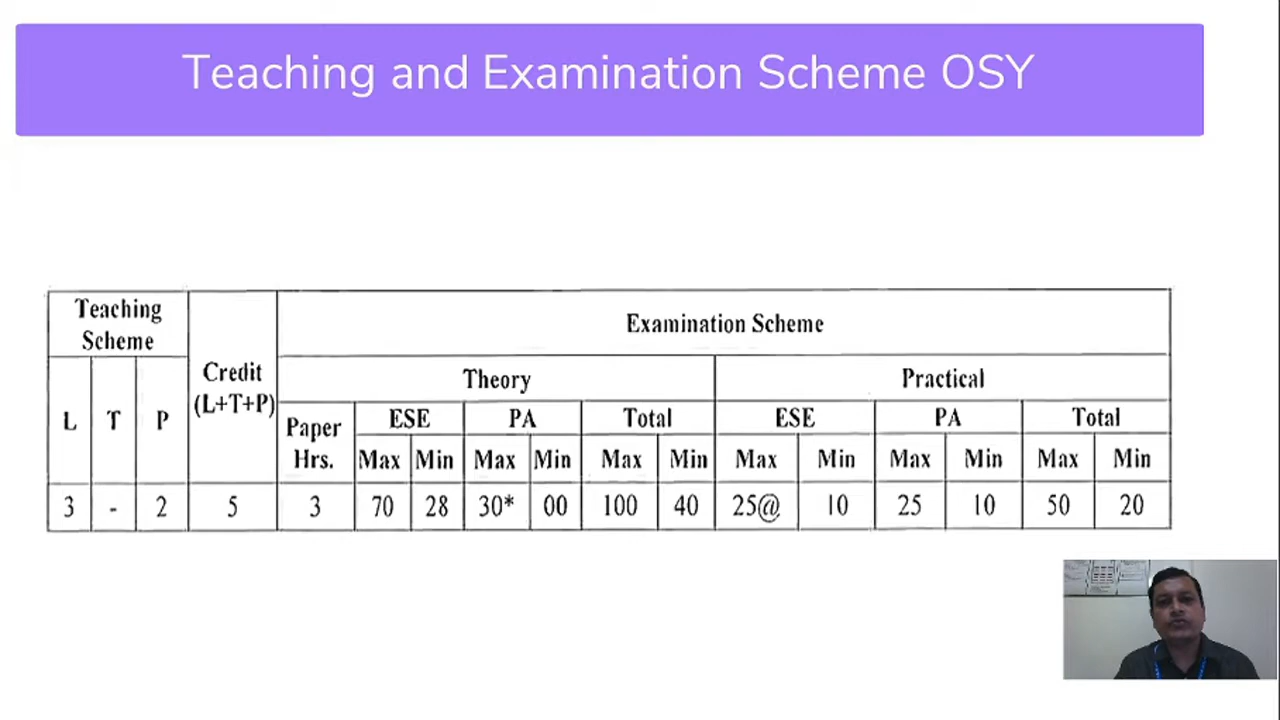 Teaching and Examination Scheme OSY
Teaching
Scheme
Credit
(L+T+P)
Examination Scheme
Theory
Practical
L
T
P
Paper
Hrs.
ESE
PA
Total
ESE
PA
Total
Max
Min
Max
Min
Max
Min
Max
Min
Max
Min
Max
Min
3
-
2
5
3
70
28
30*
00
100
40
25@
10
25
10
50
20